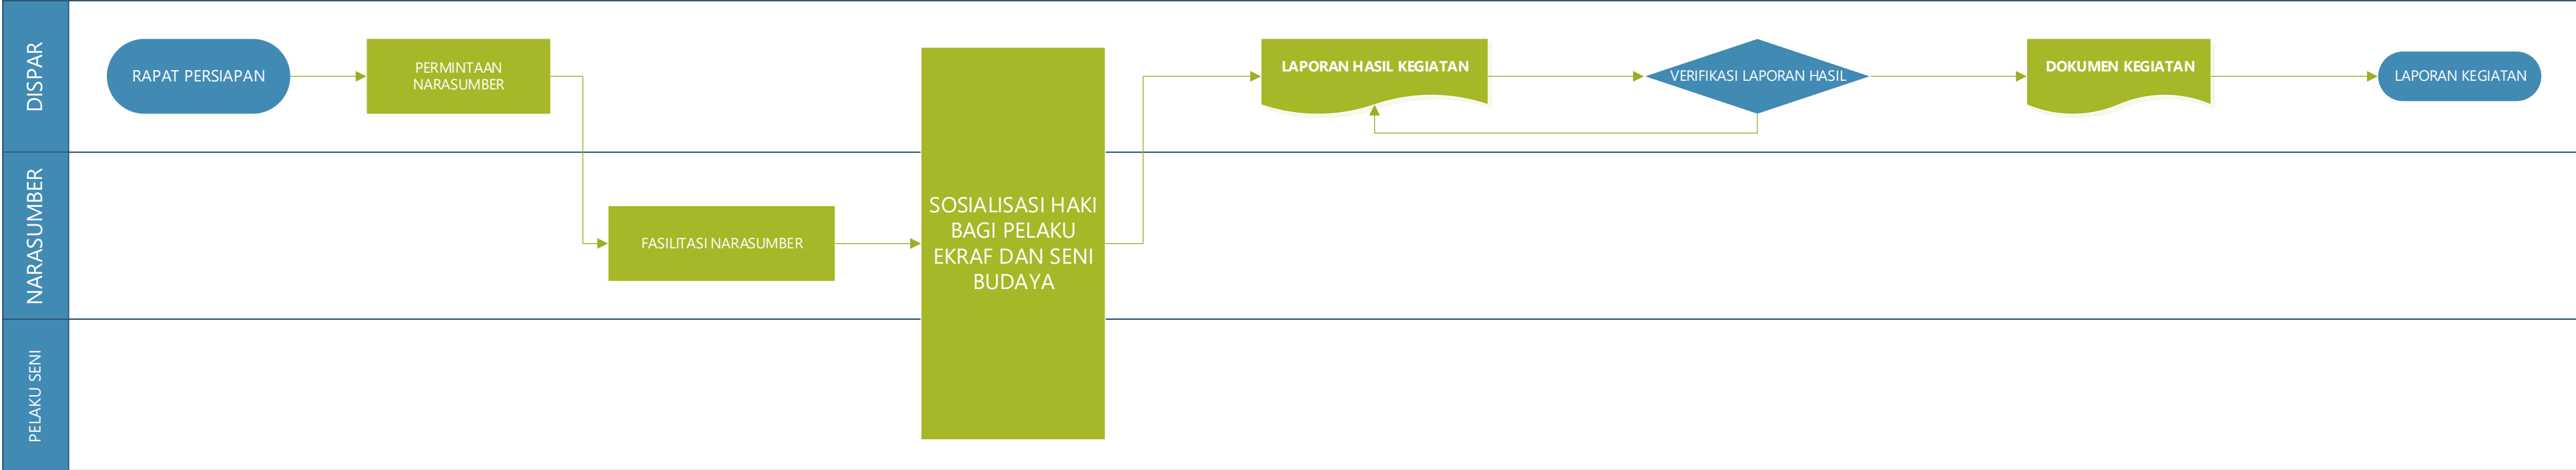 DISPAR
RAPAT PERSIAPAN
PERMINTAAN
NARASUMBER
LAPORAN HASIL KEGIATAN
VERIFIKASI LAPORAN HASIL
DOKUMEN KEGIATAN
LAPORAN KEGIATAN
NARASUMBER
FASILITASI NARASUMBER
SOSIALISASI HAKI
BAGI PELAKU
EKRAF DAN SENI
BUDAYA
PELAKU SENI